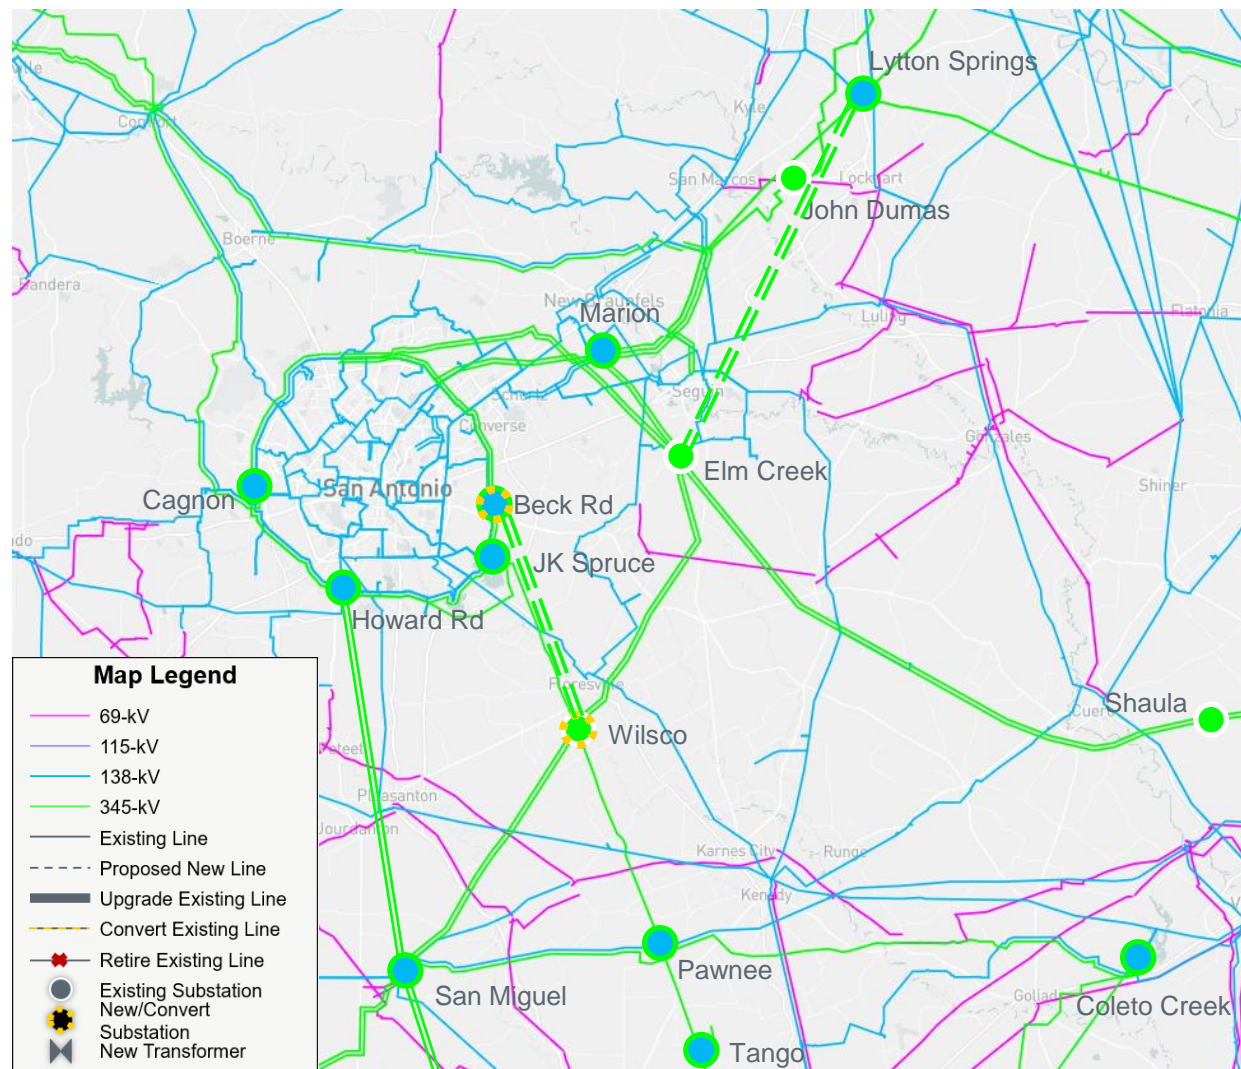 Lytton Springs
Kyle
Comfort
San Marcos
Lockhart
John Dumas
Boerne
Bandera
New Braunfels
Marion
Luling
Flatonia
Schertz
Seguin
Converse
Gonzales
Elm Creek
Cagnon
San Antonio
Beck Rd
Shiner
JK Spruce
Howard Rd
Map Legend
69-kV
115-kV
138-kV
345-kV
Existing Line
Proposed New Line
Upgrade Existing Line
Convert Existing Line
Retire Existing Line
Existing Substation
New/Convert
Substation
New Transformer
Floresville
Shaula
Cuero
Wilsco
Poteet
Pleasanton
Jourdanton
Karnes City
Runge
Kenedy
Pawnee
San Miguel
Goliad
Coleto Creek
Tango